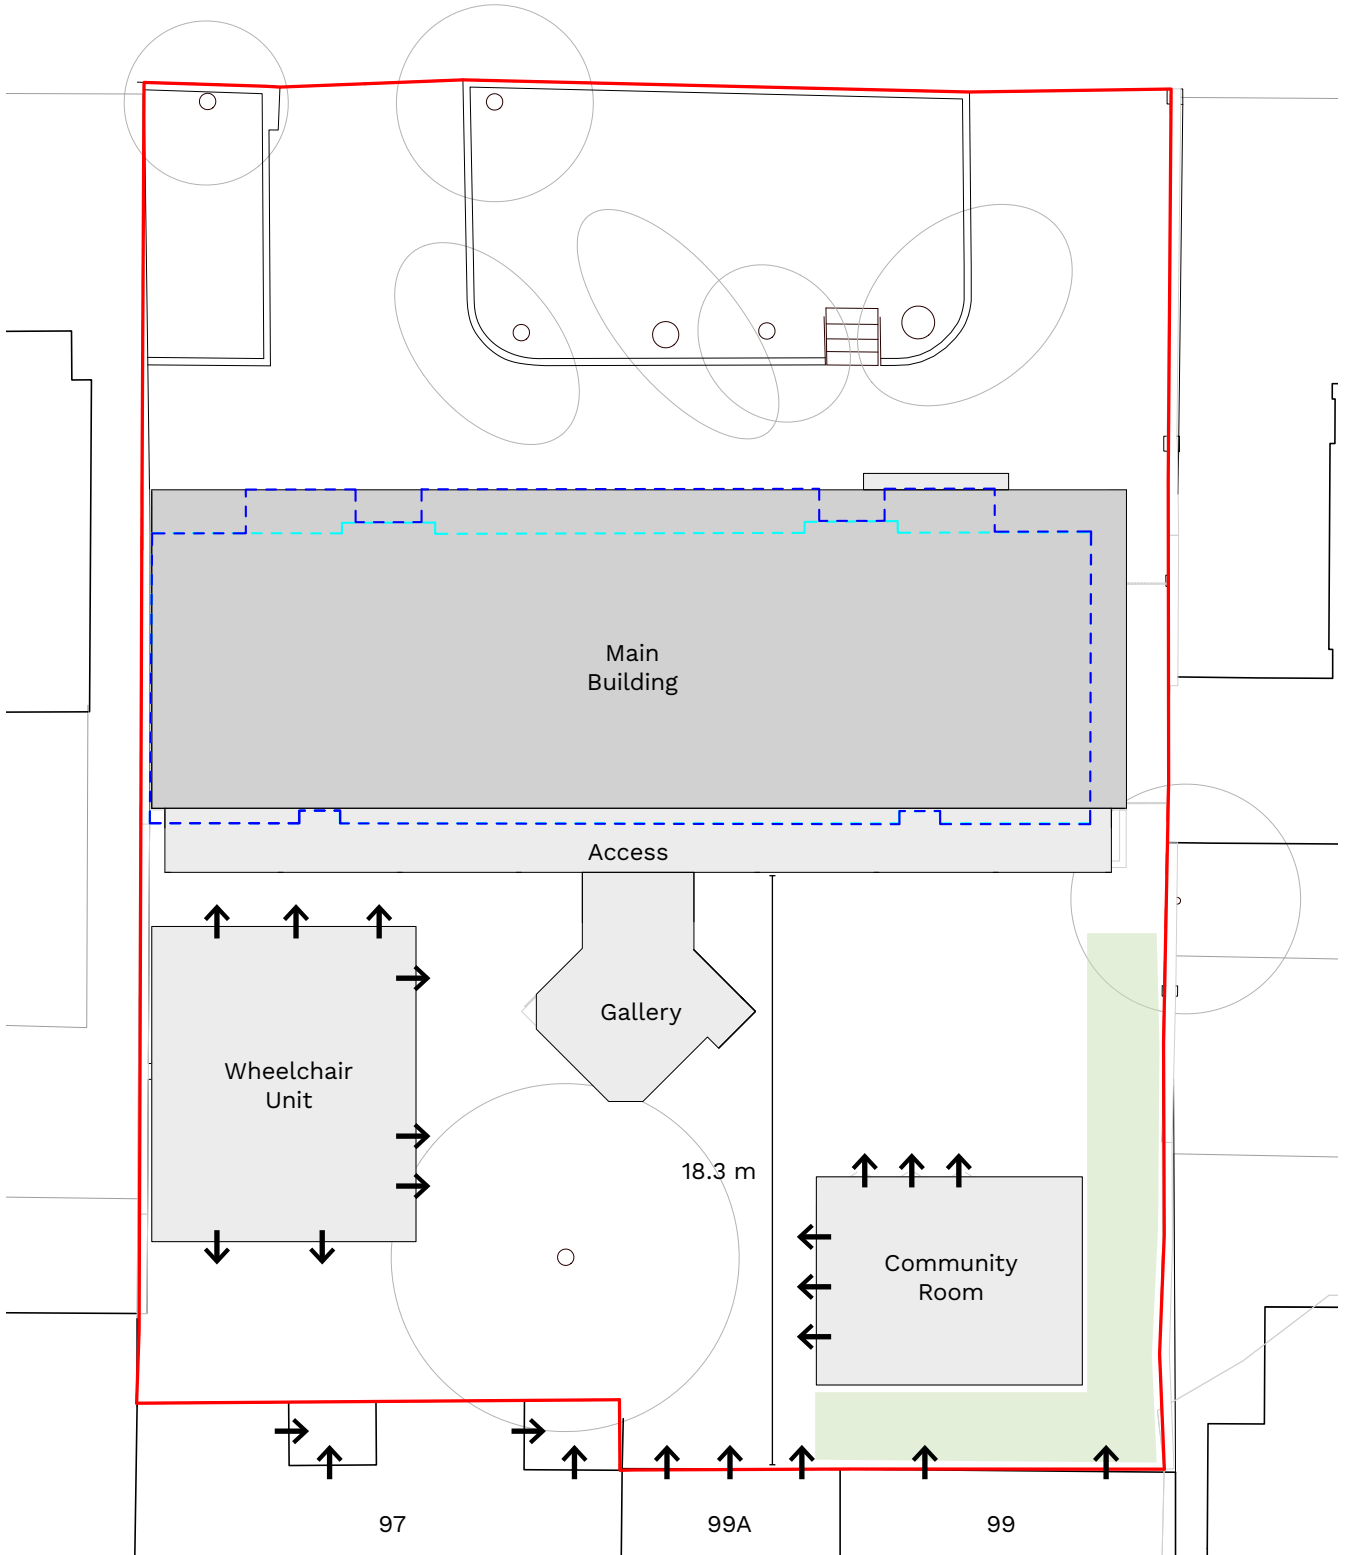 Main
Building
Access
Gallery
Wheelchair
Unit
18.3 m
Community
Room
97
99A
99